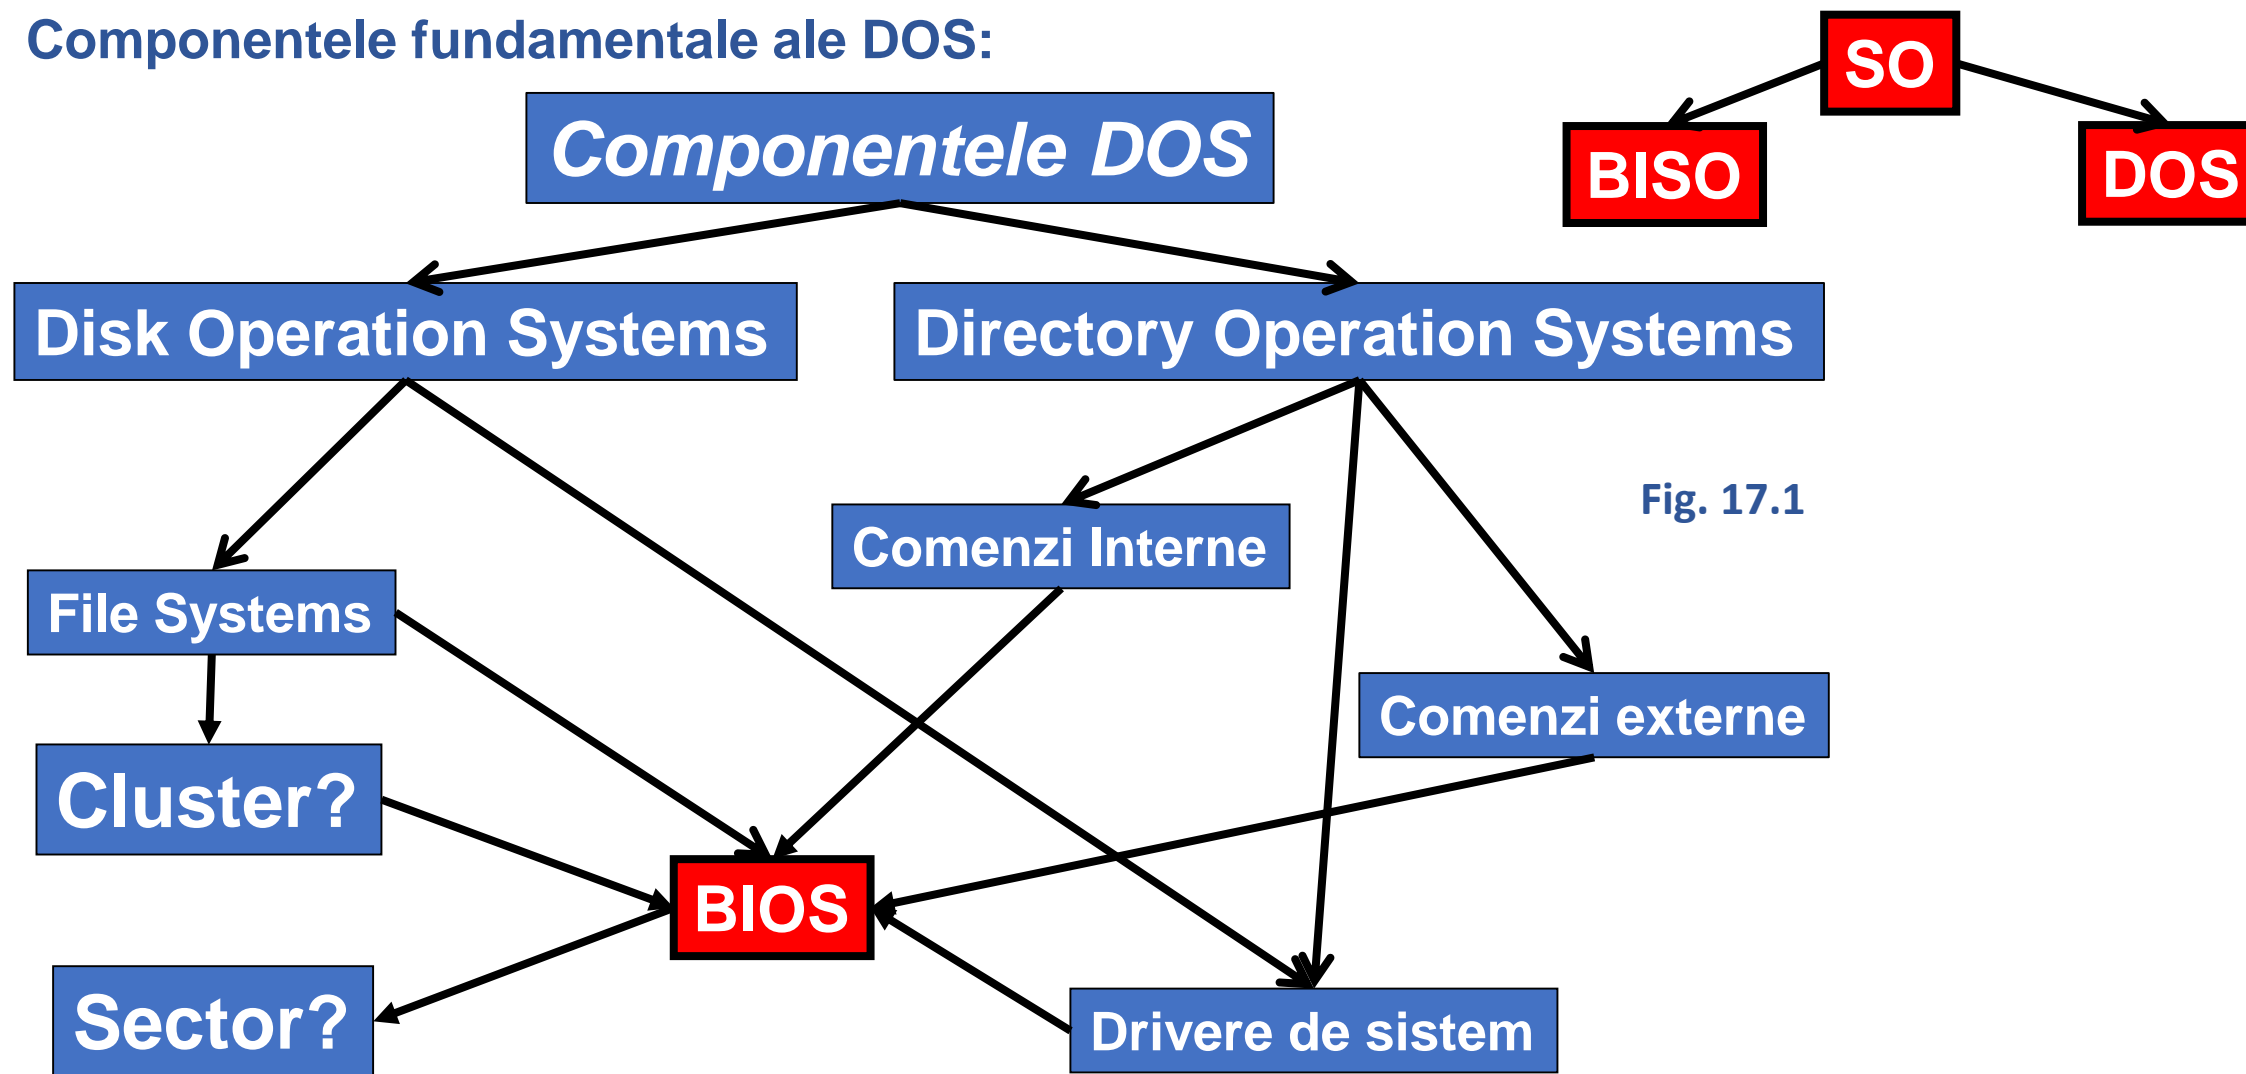 Componentele fundamentale ale DOS:
SO
Componentele DOS
BISO
DOS
Disk Operation Systems
Directory Operation Systems
Fig. 17.1
Comenzi Interne
File Systems
Comenzi externe
Cluster?
BIOS
Sector?
Drivere de sistem